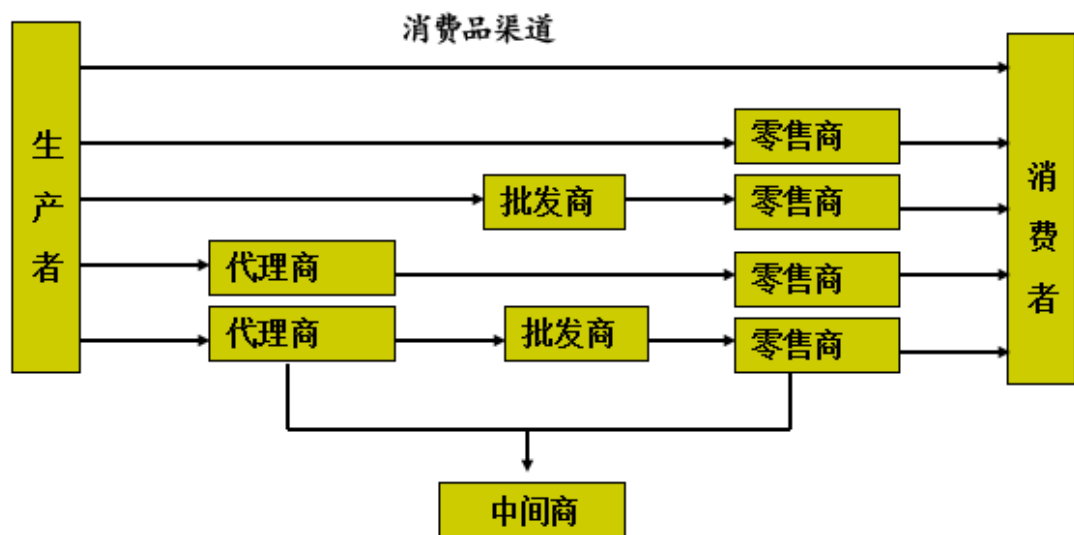 消费品渠道
生产者
零售商
批发商
零售商
代理商
零售商
代理商
批发商
零售商
消费者
中间商